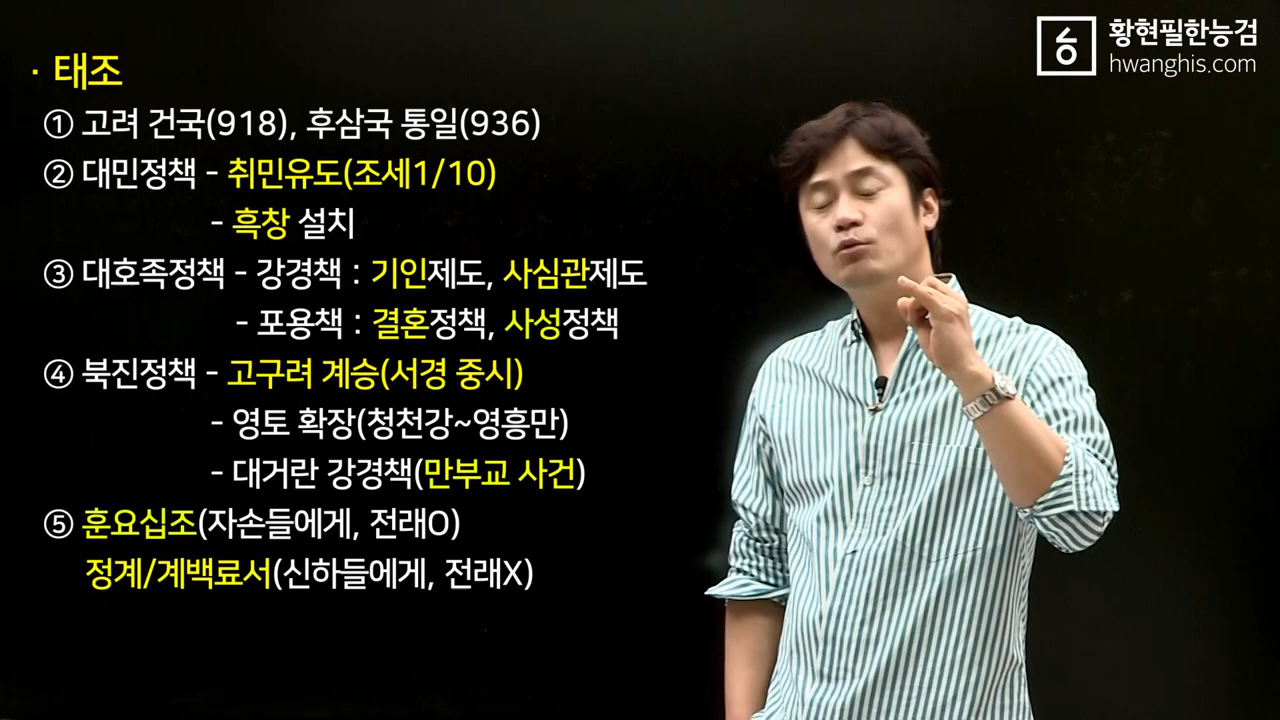 황현필한능검
hwanghis.com
· 태조
① 고려 건국(918), 후삼국 통일(936)
② 대민정책 - 취민유도(조세1/10)
- 흑창 설치
③ 대호족정책 - 강경책 : 기인제도, 사심관제도
- 포용책 : 결혼정책, 사성정책
④ 북진정책 - 고구려 계승(서경 중시)
- 영토 확장(청천강~영흥만)
- 대거란 강경책(만부교 사건)
⑤ 훈요십조(자손들에게, 전래O)
정계/계백료서(신하들에게, 전래X)